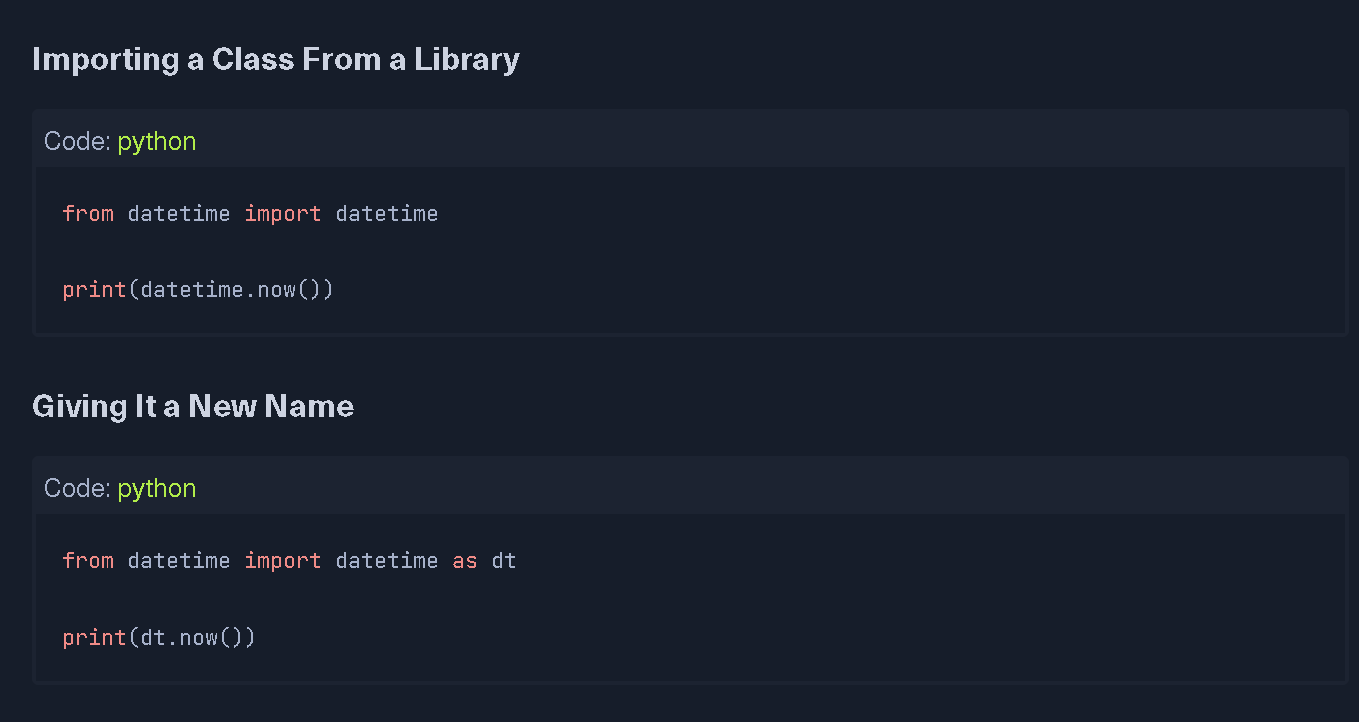 Importing a Class From a Library
Code: python
from datetime import datetime
print(datetime.now())
Giving It a New Name
Code: python
from datetime import datetime as dt
print(dt.now())